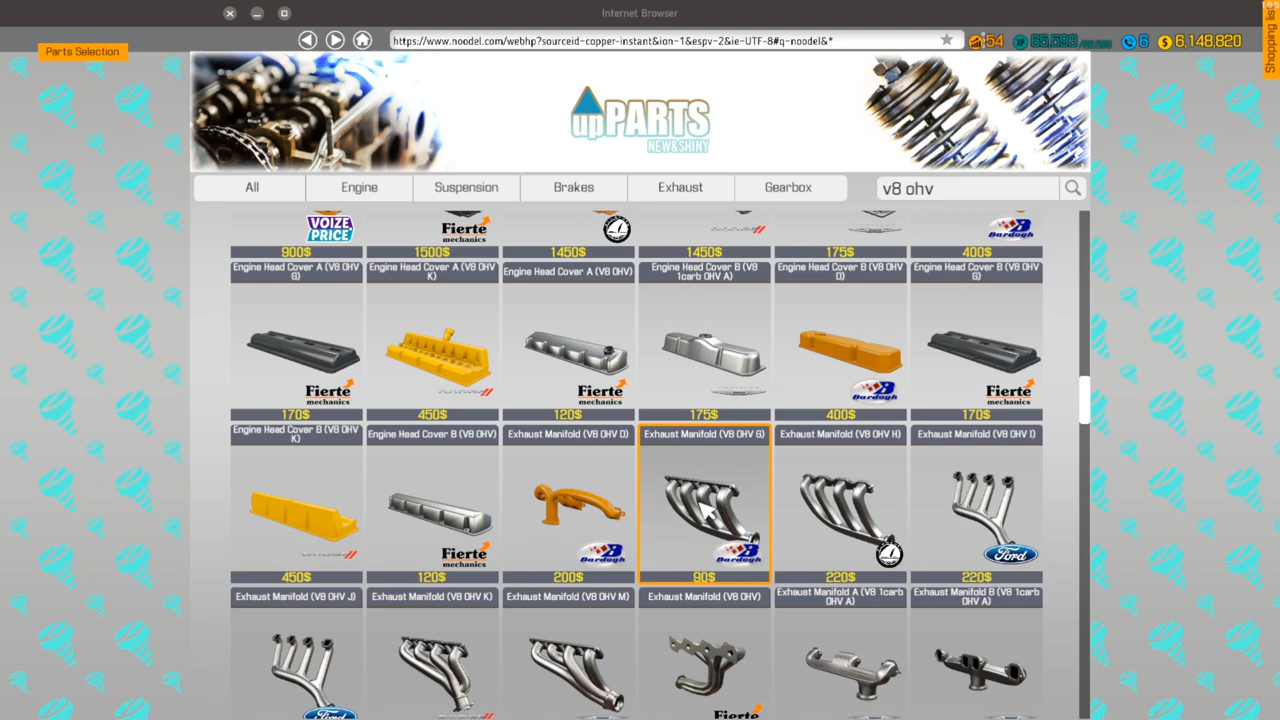 Internet Browser
Parts Selection
https://www.noodel.com/webhp?sourceid-copper-instant&ion-1&espv-2&ie-UTF-8#q-noodel&*
54
6
$ 6,148,820
Shopping list
upPARTS
NEW&SHINY
All
Engine
Suspension
Brakes
Exhaust
Gearbox
v8 ohv
VOIZE
PRICE
Fierte
mechanics
Bardogh
900$
1500$
1450$
1450$
175$
400$
Engine Head Cover A (V8 OHV
G)
Engine Head Cover A (V8 OHV
K)
Engine Head Cover A (V8 OHV)
Engine Head Cover B (V8
1carb OHV A)
Engine Head Cover B (V8 OHV
D)
Engine Head Cover B (V8 OHV
G)
Fierte
mechanics
Fierte
mechanics
Bardogh
Fierte
mechanics
170$
450$
120$
175$
400$
170$
Engine Head Cover B (V8 OHV
K)
Engine Head Cover B (V8 OHV)
Exhaust Manifold (V8 OHV D)
Exhaust Manifold (V8 OHV G)
Exhaust Manifold (V8 OHV H)
Exhaust Manifold (V8 OHV I)
Fierte
mechanics
Bardogh
Bardogh
Ford
450$
120$
200$
90$
220$
220$
Exhaust Manifold (V8 OHV J)
Exhaust Manifold (V8 OHV K)
Exhaust Manifold (V8 OHV M)
Exhaust Manifold (V8 OHV)
Exhaust Manifold A (V8 1carb
OHV A)
Exhaust Manifold B (V8 1carb
OHV A)
Ford
Fierte